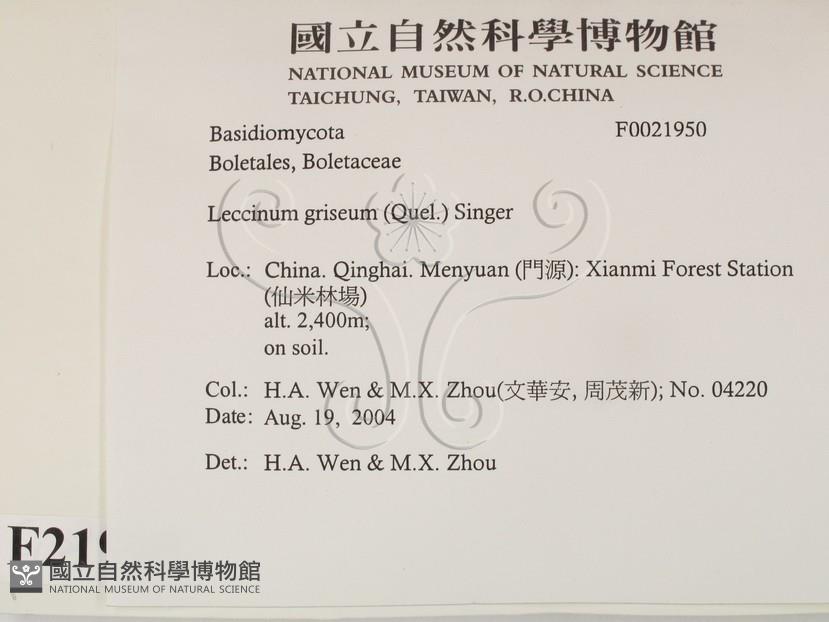 國立自然科學博物館
NATIONAL MUSEUM OF NATURAL SCIENCE
TAICHUNG, TAIWAN, R.O.CHINA
Basidiomycota F0021950
Boletales, Boletaceae
Leccinum griseum (Quel.) Singer
Loc.: China. Qinghai. Menyuan (門源): Xianmi Forest Station
(仙米林場)
alt. 2,400m;
on soil.
Col.: H.A. Wen & M.X. Zhou(文華安, 周茂新); No. 04220
Date: Aug. 19, 2004
Det.: H.A. Wen & M.X. Zhou
國立自然科學博物館
NATIONAL MUSEUM OF NATURAL SCIENCE